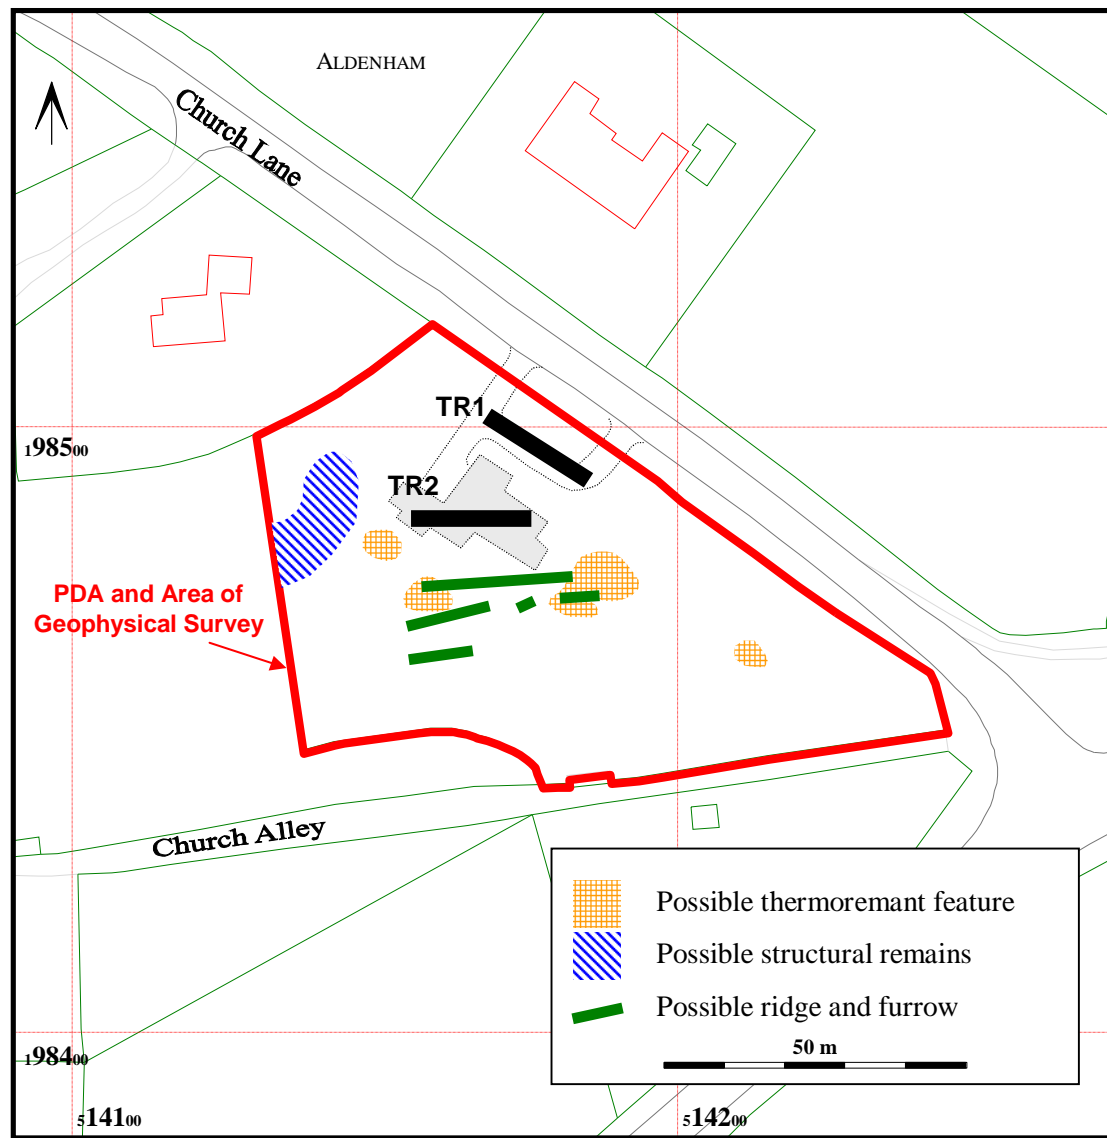 ALDENHAM
Church Lane
TR1
19850O
TR2
PDA and Area of
Geophysical Survey
Church Alley
Possible thermoremant feature
Possible structural remains
Possible ridge and furrow
50 m
198400
514100
514200